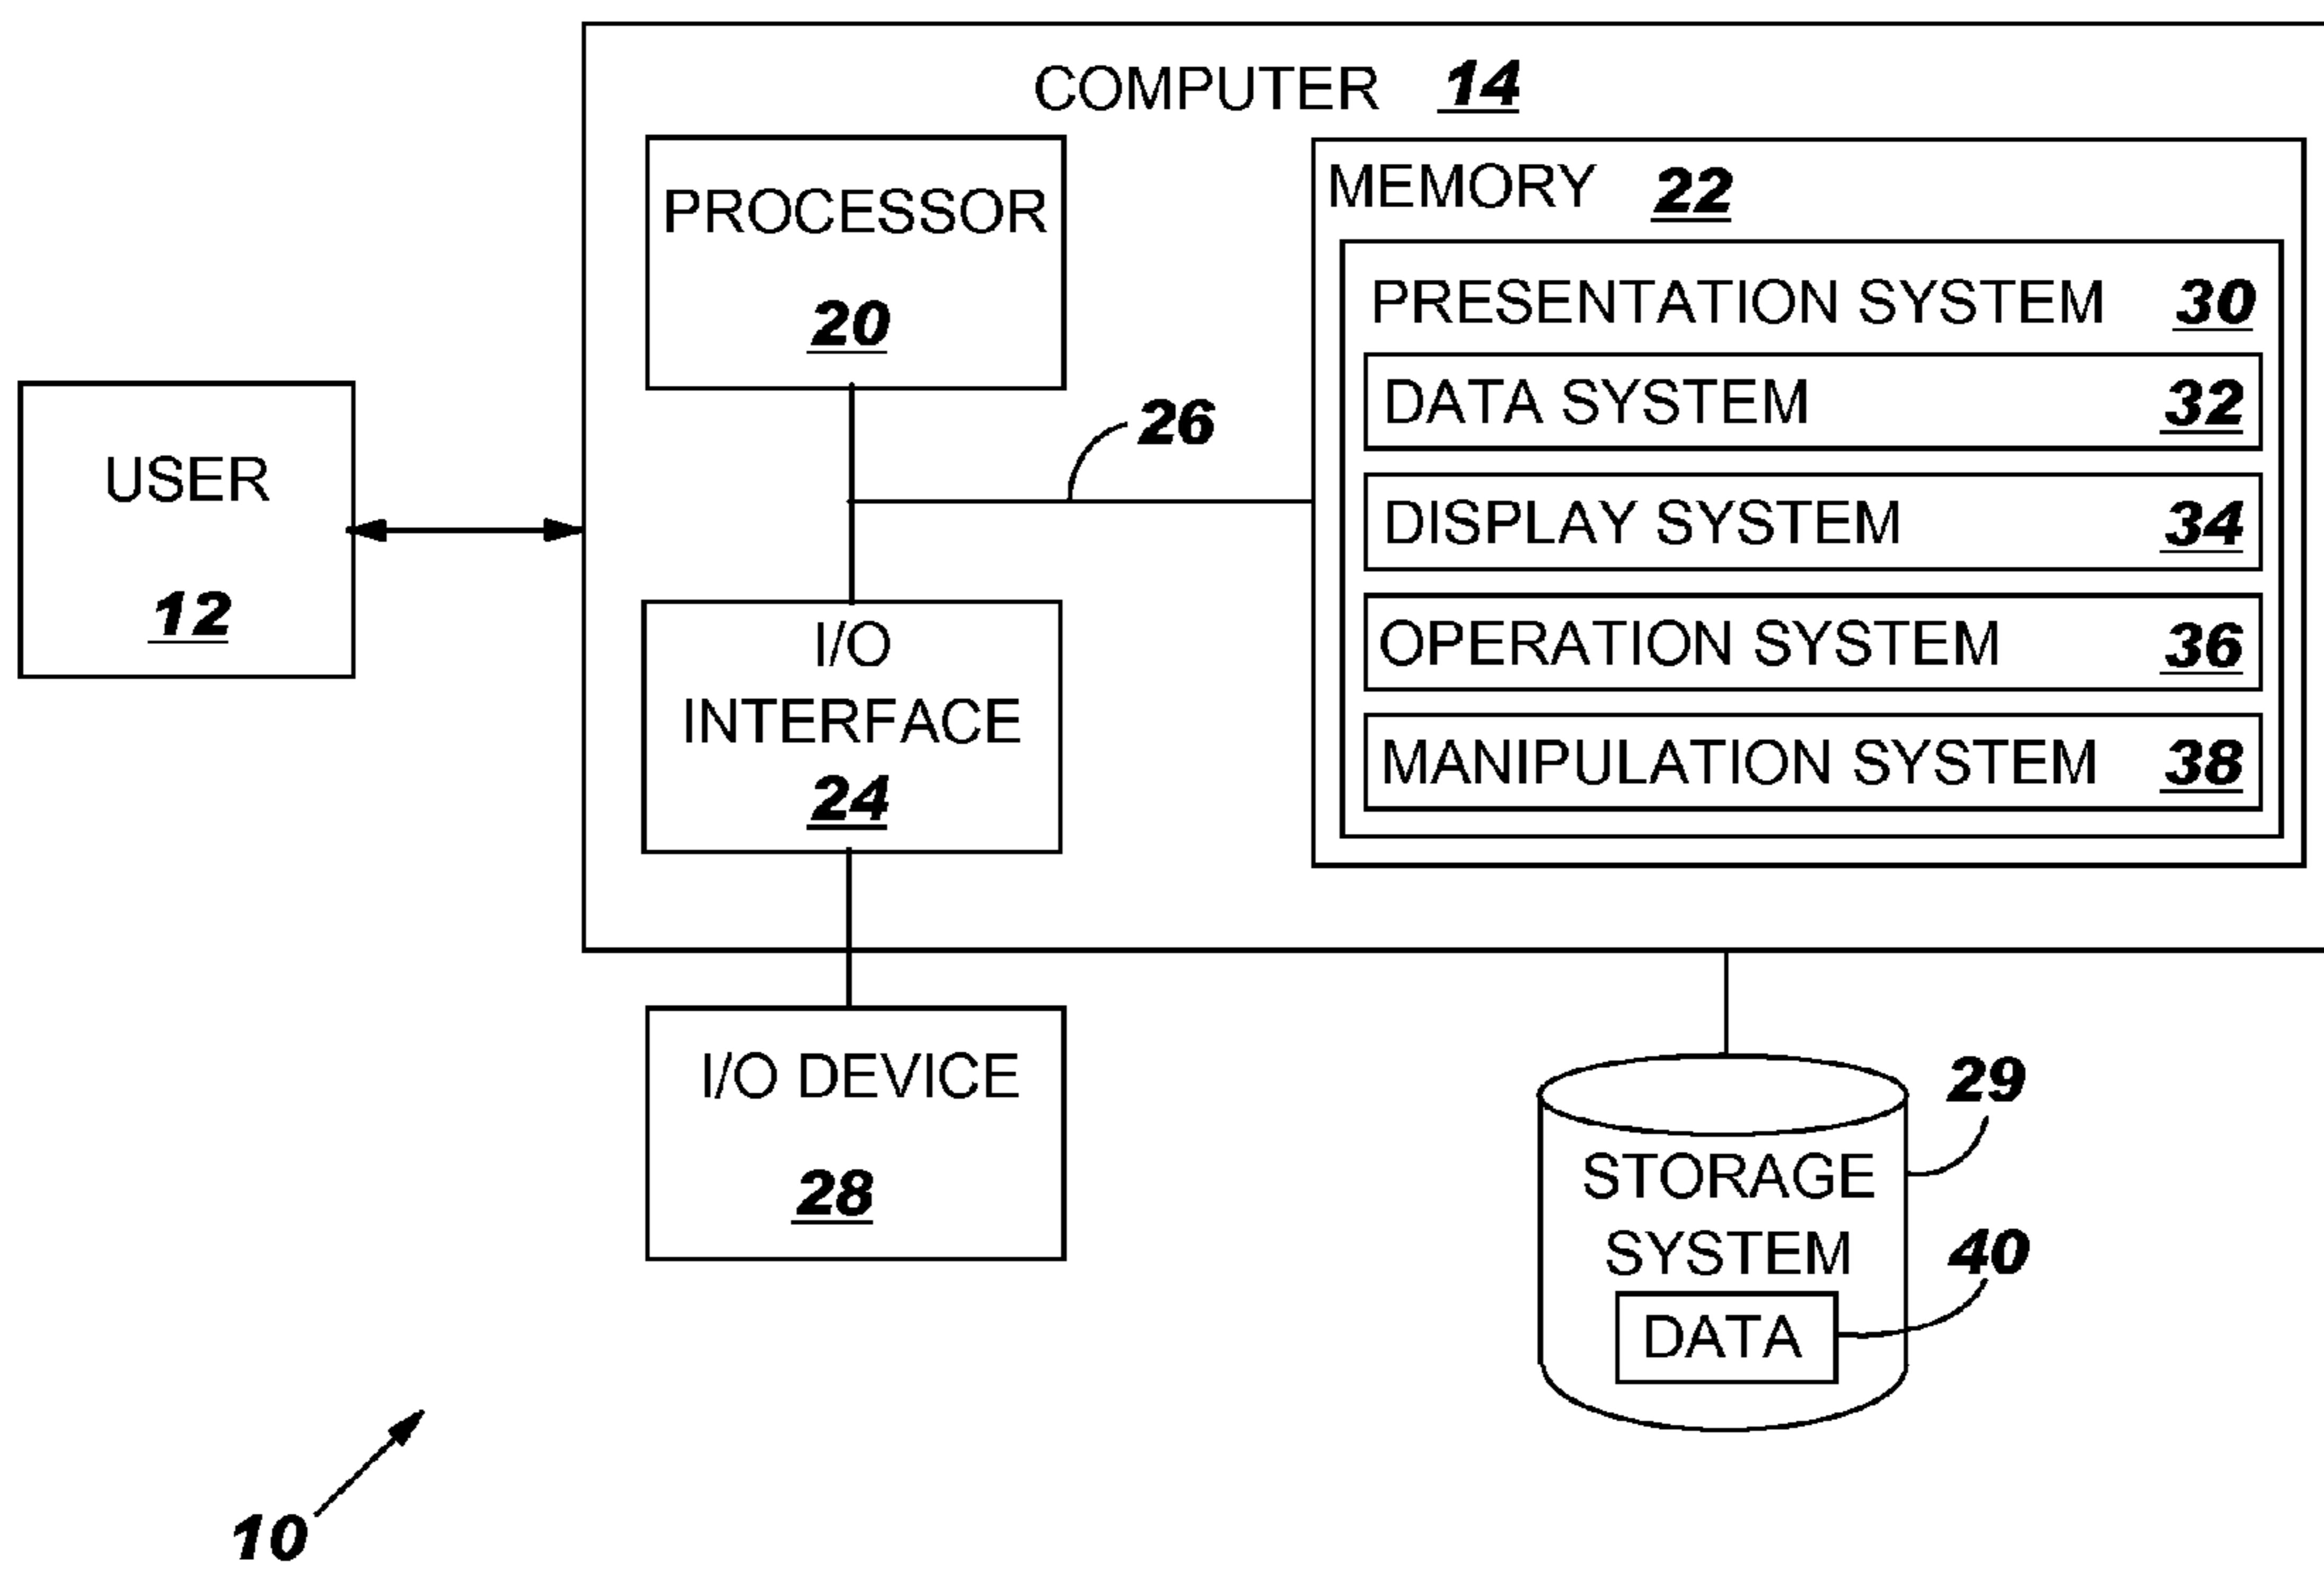 COMPUTER 14
PROCESSOR
20
MEMORY 22
PRESENTATION SYSTEM 30
DATA SYSTEM 32
DISPLAY SYSTEM 34
OPERATION SYSTEM 36
MANIPULATION SYSTEM 38
26
USER
12
I/O
INTERFACE
24
I/O DEVICE
28
29
STORAGE
SYSTEM
40
DATA
10